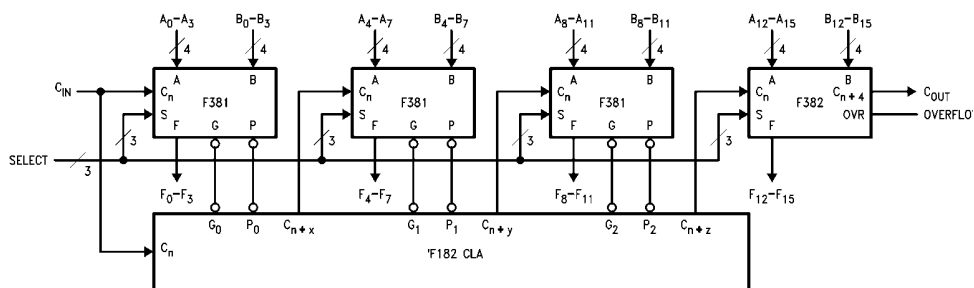 A0–A3 B0–B3 A4–A7 B4–B7 A8–A11 B8–B11 A12–A15 B12–B15
4 4 4 4 4 4 4 4
A B A B A B A B
CIN Cn Cn Cn Cn Cn+4 COUT
F381 F381 F381 F382
S S S S OVR OVERFLO
F G P F G P F G P F
3 3 3 3
SELECT 3
F0–F3 F4–F7 F8–F11 F12–F15
G0 P0 Cn+x G1 P1 Cn+y G2 P2 Cn+z
Cn 'F182 CLA